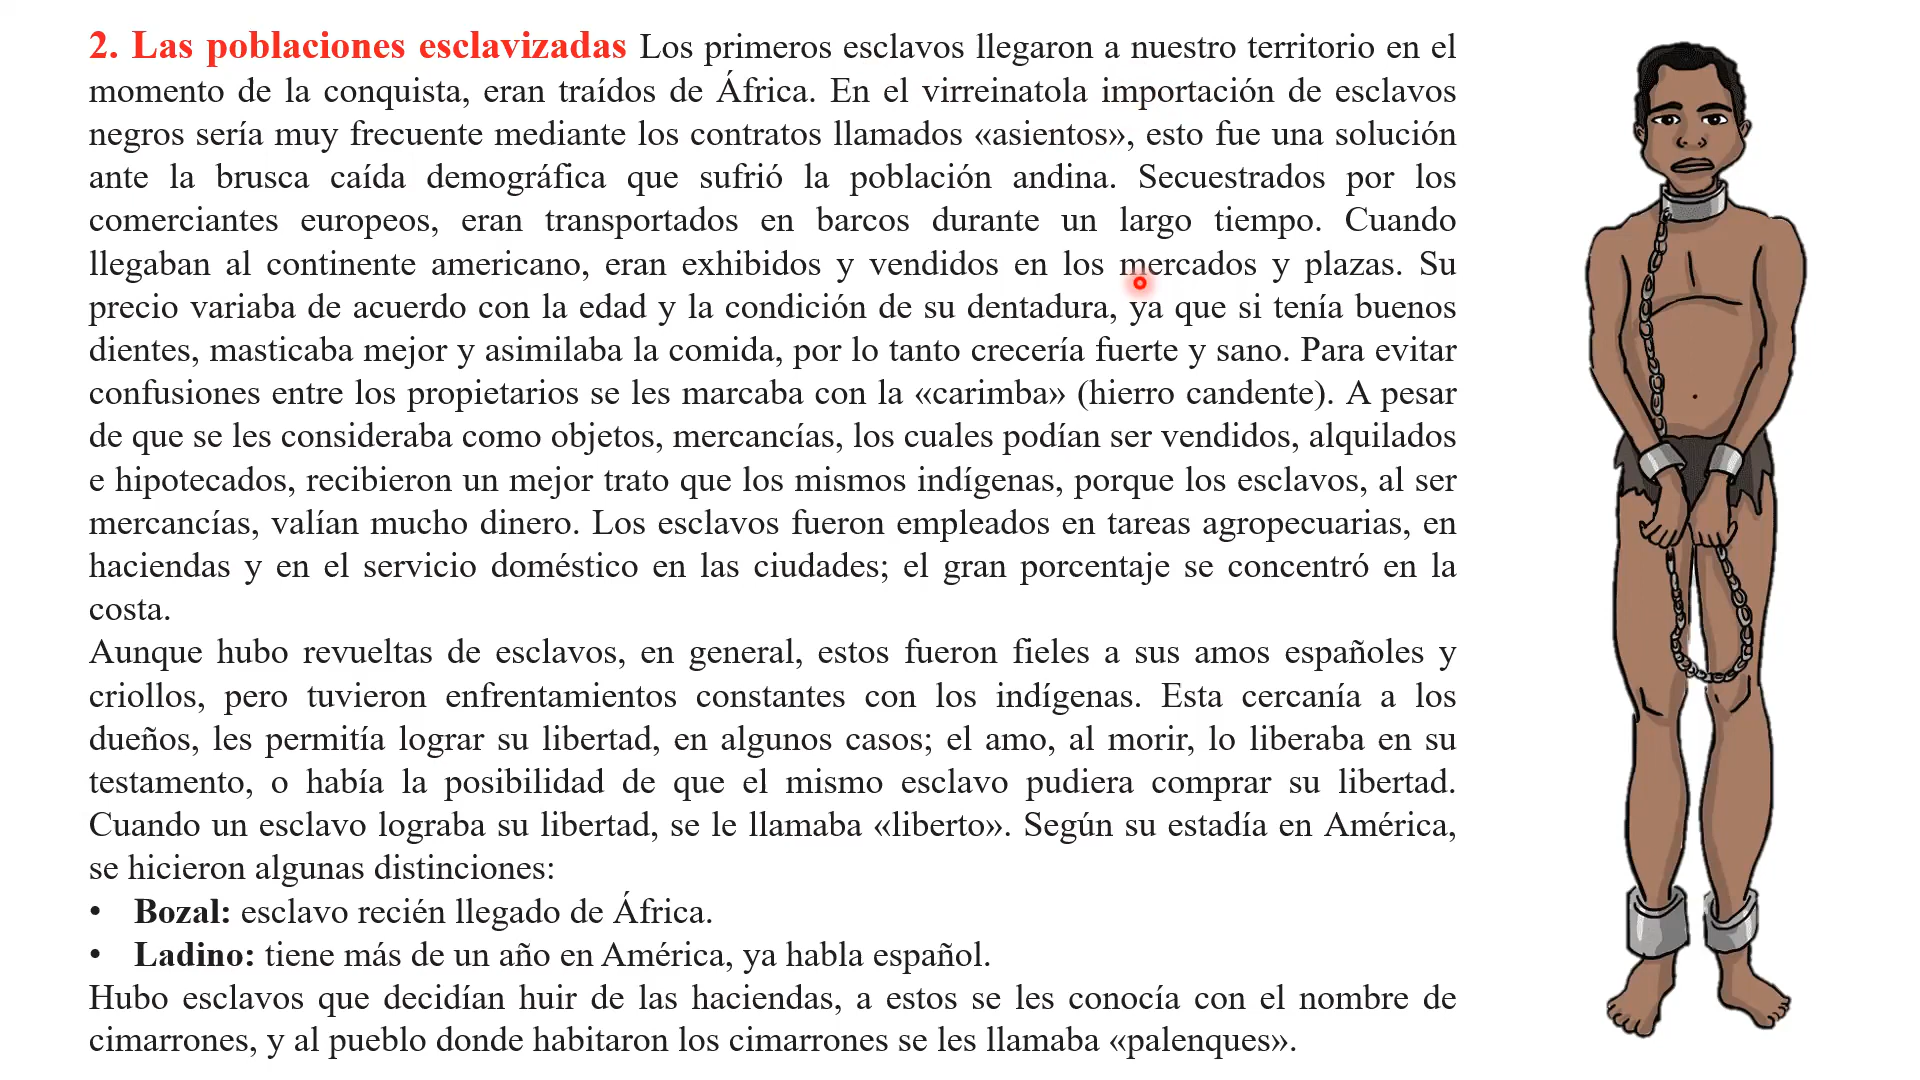 2. Las poblaciones esclavizadas Los primeros esclavos llegaron a nuestro territorio en el
momento de la conquista, eran traídos de África. En el virreinatola importación de esclavos
negros sería muy frecuente mediante los contratos llamados «asientos», esto fue una solución
ante la brusca caída demográfica que sufrió la población andina. Secuestrados por los
comerciantes europeos, eran transportados en barcos durante un largo tiempo. Cuando
llegaban al continente americano, eran exhibidos y vendidos en los mercados y plazas. Su
precio variaba de acuerdo con la edad y la condición de su dentadura, ya que si tenía buenos
dientes, masticaba mejor y asimilaba la comida, por lo tanto crecería fuerte y sano. Para evitar
confusiones entre los propietarios se les marcaba con la «carimba» (hierro candente). A pesar
de que se les consideraba como objetos, mercancías, los cuales podían ser vendidos, alquilados
e hipotecados, recibieron un mejor trato que los mismos indígenas, porque los esclavos, al ser
mercancías, valían mucho dinero. Los esclavos fueron empleados en tareas agropecuarias, en
haciendas y en el servicio doméstico en las ciudades; el gran porcentaje se concentró en la
costa.
Aunque hubo revueltas de esclavos, en general, estos fueron fieles a sus amos españoles y
criollos, pero tuvieron enfrentamientos constantes con los indígenas. Esta cercanía a los
dueños, les permitía lograr su libertad, en algunos casos; el amo, al morir, lo liberaba en su
testamento, o había la posibilidad de que el mismo esclavo pudiera comprar su libertad.
Cuando un esclavo lograba su libertad, se le llamaba «liberto». Según su estadía en América,
se hicieron algunas distinciones:
• Bozal: esclavo recién llegado de África.
• Ladino: tiene más de un año en América, ya habla español.
Hubo esclavos que decidían huir de las haciendas, a estos se les conocía con el nombre de
cimarrones, y al pueblo donde habitaron los cimarrones se les llamaba «palenques».